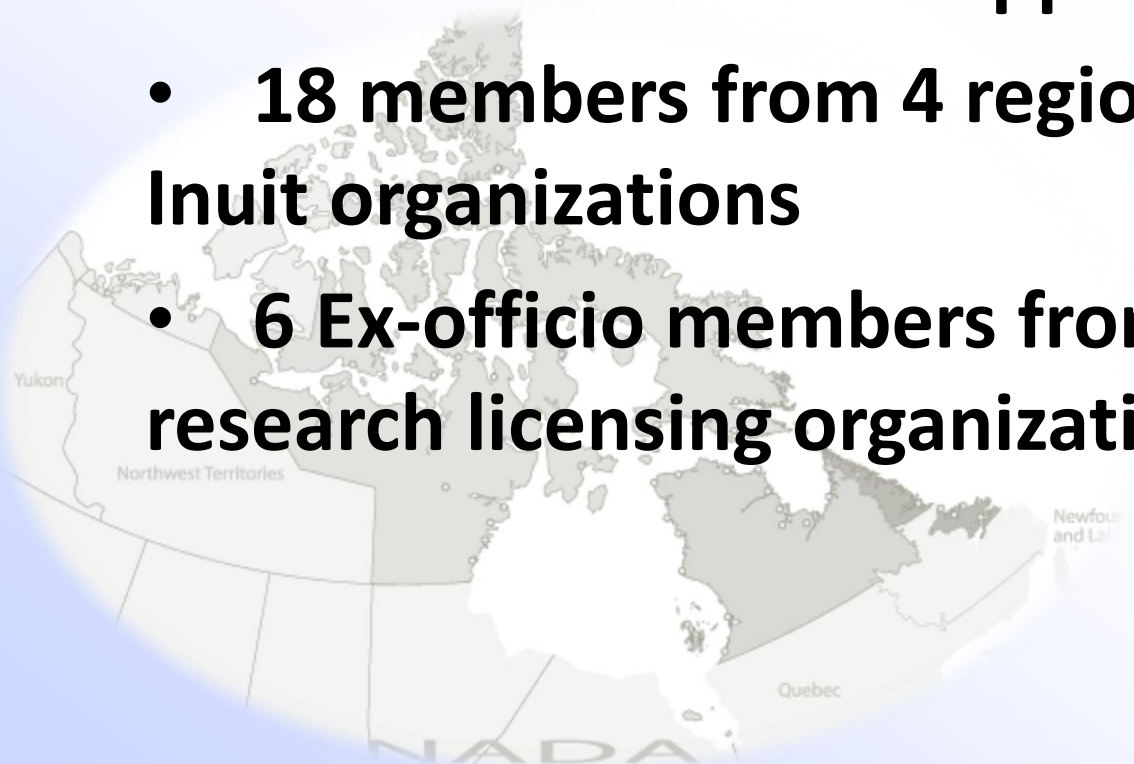 • 18 members from 4 regio
Inuit organizations
• 6 Ex-officio members fro
research licensing organizati
Yukon
Northwest Territories
Newfou
and La
Quebec
NADA